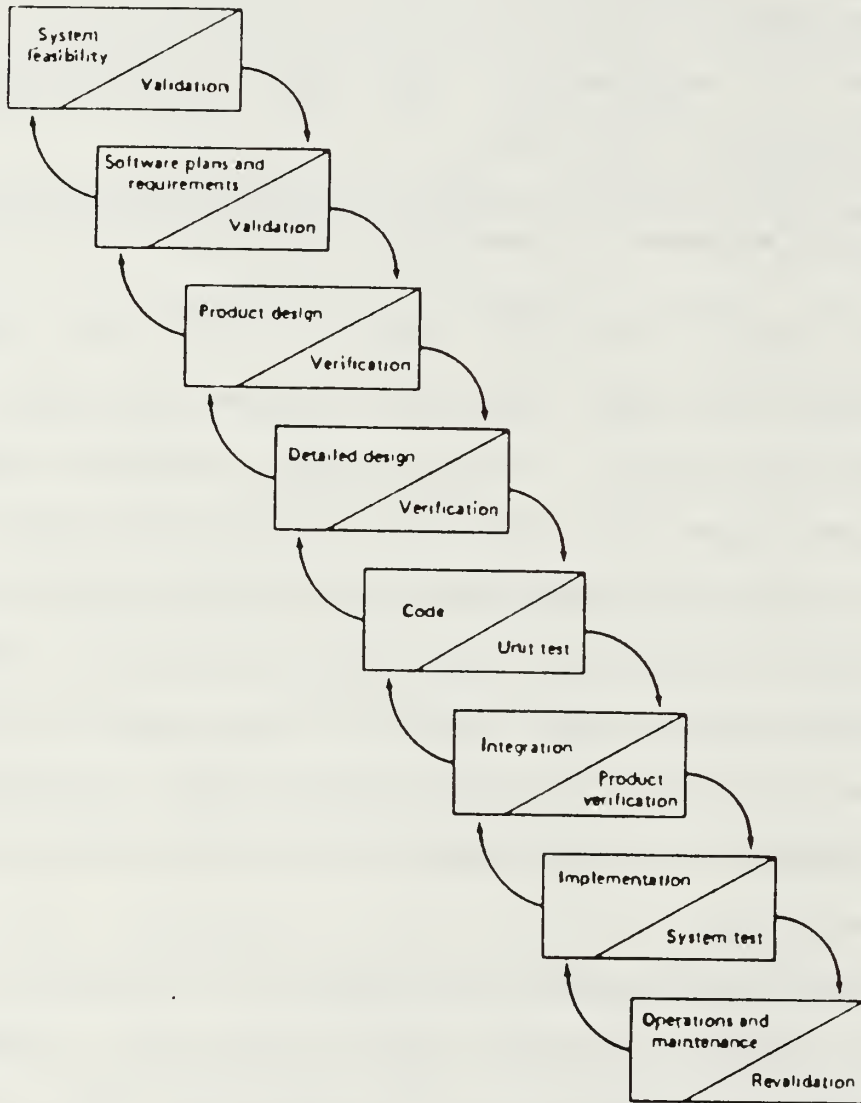 System
feasibility
Validation
Software plans and
requirements
Validation
Product design
Verification
Detailed design
Verification
Code
Unit test
Integration
Product
verification
Implementation
System test
Operations and
maintenance
Revalidation